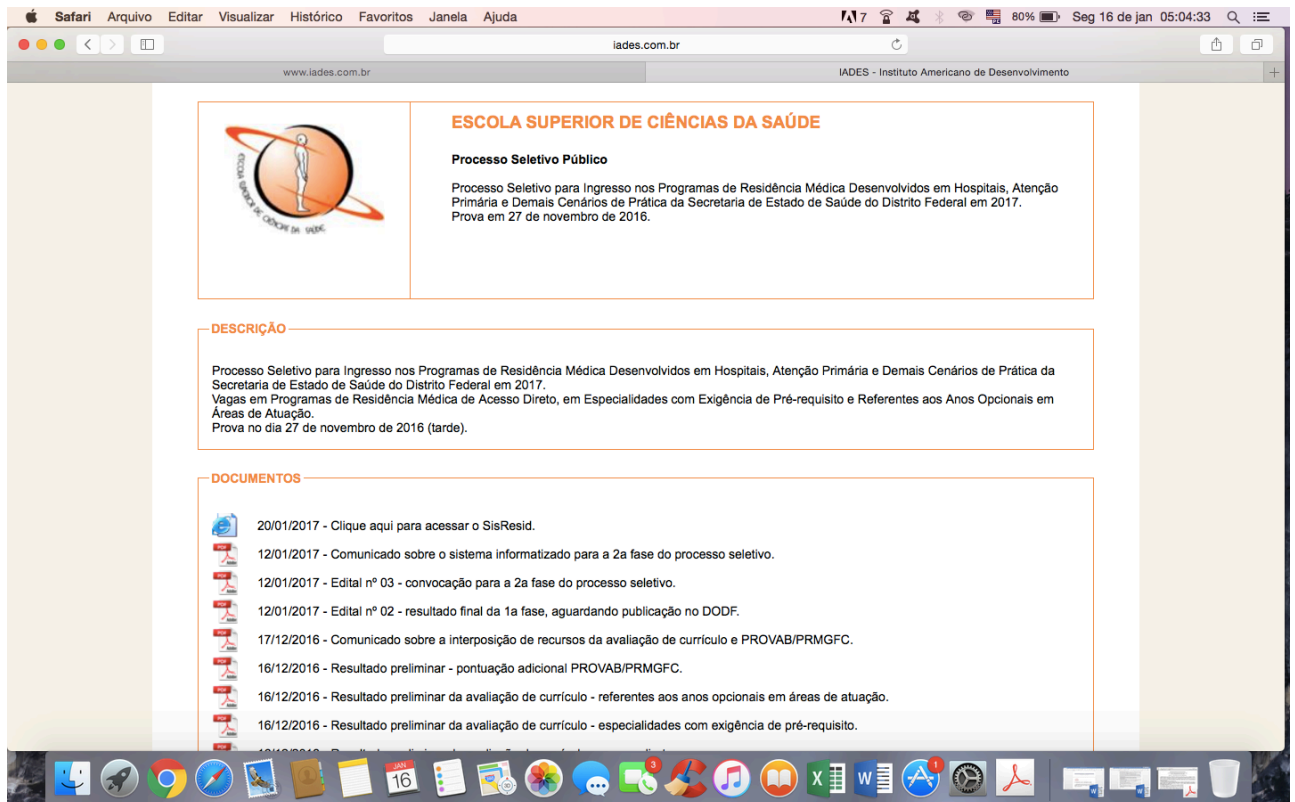 Safari Arquivo Editar Visualizar Histórico Favoritos Janela Ajuda 7 80% Seg 16 de jan 05:04:33
iades.com.br
www.iades.com.br IADES - Instituto Americano de Desenvolvimento
ESCOLA SUPERIOR DE CIÊNCIAS DA SAÚDE
ESCOLA SUPERIOR DE CIÊNCIAS DA SAÚDE
Processo Seletivo Público
Processo Seletivo para Ingresso nos Programas de Residência Médica Desenvolvidos em Hospitais, Atenção
Primária e Demais Cenários de Prática da Secretaria de Estado de Saúde do Distrito Federal em 2017.
Prova em 27 de novembro de 2016.
DESCRIÇÃO
Processo Seletivo para Ingresso nos Programas de Residência Médica Desenvolvidos em Hospitais, Atenção Primária e Demais Cenários de Prática da
Secretaria de Estado de Saúde do Distrito Federal em 2017.
Vagas em Programas de Residência Médica de Acesso Direto, em Especialidades com Exigência de Pré-requisito e Referentes aos Anos Opcionais em
Áreas de Atuação.
Prova no dia 27 de novembro de 2016 (tarde).
DOCUMENTOS
20/01/2017 - Clique aqui para acessar o SisResid.
12/01/2017 - Comunicado sobre o sistema informatizado para a 2a fase do processo seletivo.
12/01/2017 - Edital nº 03 - convocação para a 2a fase do processo seletivo.
12/01/2017 - Edital nº 02 - resultado final da 1a fase, aguardando publicação no DODF.
17/12/2016 - Comunicado sobre a interposição de recursos da avaliação de currículo e PROVAB/PRMGFC.
16/12/2016 - Resultado preliminar - pontuação adicional PROVAB/PRMGFC.
16/12/2016 - Resultado preliminar da avaliação de currículo - referentes aos anos opcionais em áreas de atuação.
16/12/2016 - Resultado preliminar da avaliação de currículo - especialidades com exigência de pré-requisito.
JAN
16
3
1